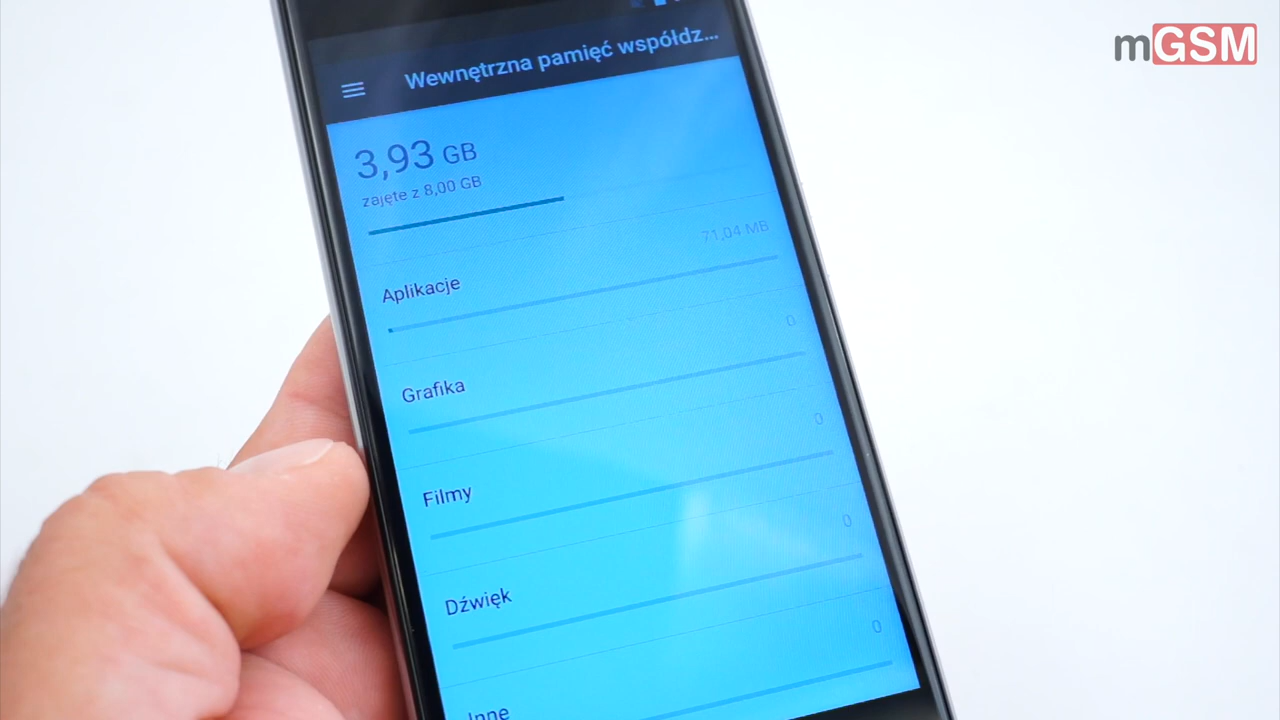 mGSM
Wewnętrzna pamięć współdz...
3,93 GB
zajęte z 8,00 GB
71,04 MB
Aplikacje
0
Grafika
0
Filmy
0
Dźwięk
0
Inne